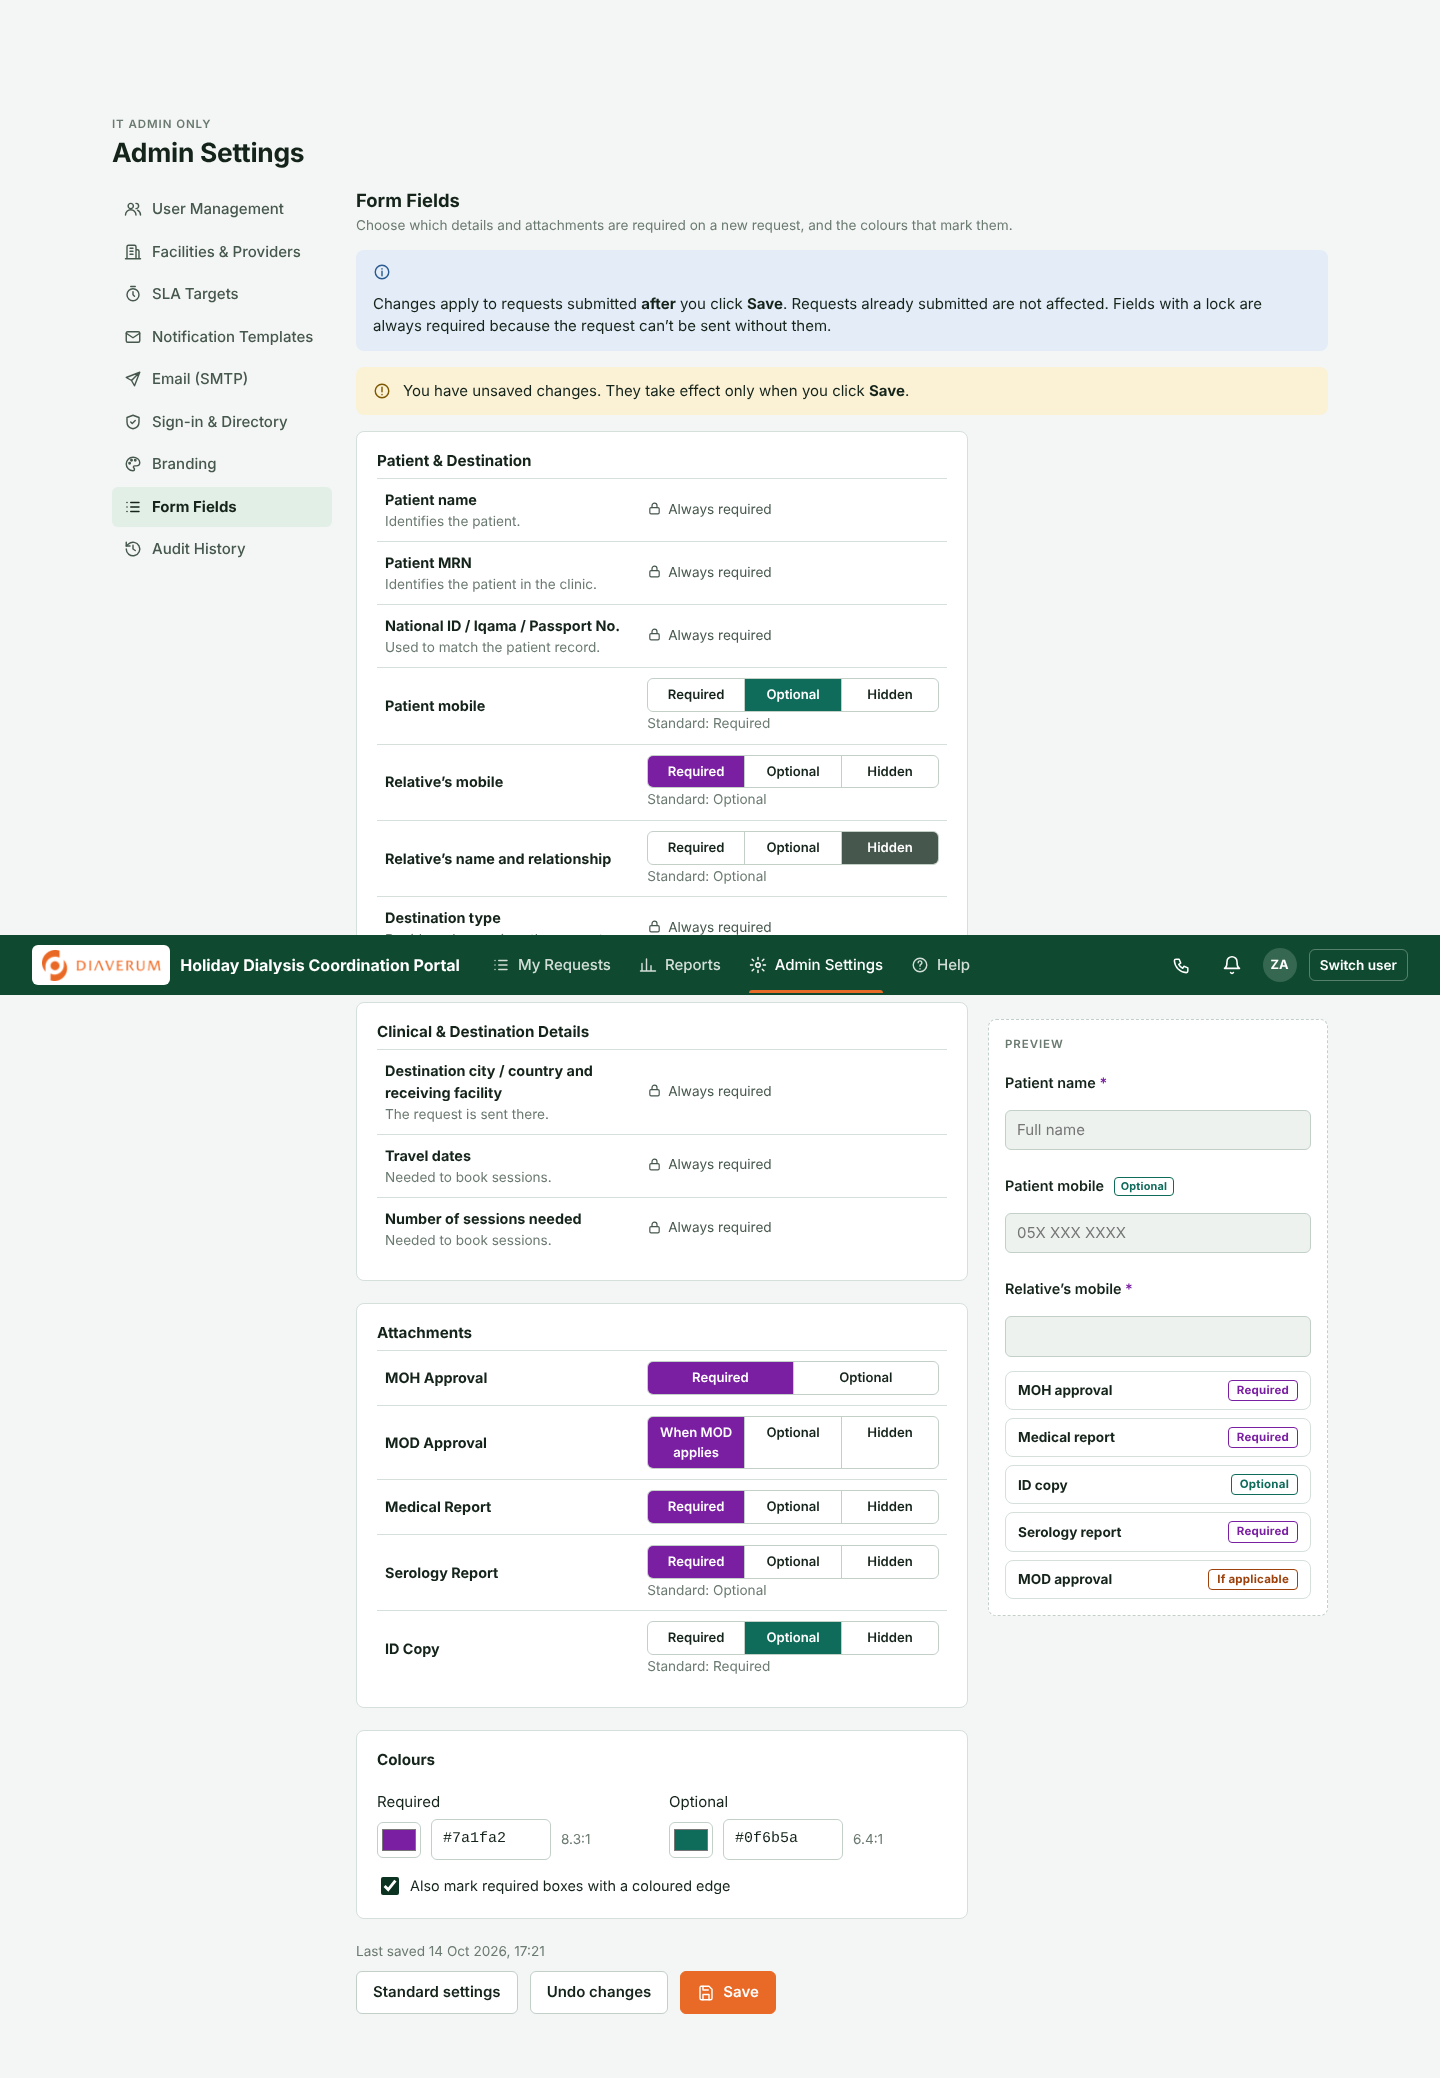 IT ADMIN ONLY
Admin Settings
User Management
Facilities & Providers
SLA Targets
Notification Templates
Email (SMTP)
Sign-in & Directory
Branding
Form Fields
Audit History
Form Fields
Choose which details and attachments are required on a new request, and the colours that mark them.
Changes apply to requests submitted after you click Save. Requests already submitted are not affected. Fields with a lock are
always required because the request can’t be sent without them.
You have unsaved changes. They take effect only when you click Save.
Patient & Destination
Patient name
Identifies the patient.
Always required
Patient MRN
Identifies the patient in the clinic.
Always required
National ID / Iqama / Passport No.
Used to match the patient record.
Always required
Patient mobile
Required Optional Hidden
Standard: Required
Relative’s mobile
Required Optional Hidden
Standard: Optional
Relative’s name and relationship
Required Optional Hidden
Standard: Optional
Destination type
Always required
DIAVERUM
Holiday Dialysis Coordination Portal
My Requests
Reports
Admin Settings
Help
ZA
Switch user
Clinical & Destination Details
Destination city / country and
receiving facility
The request is sent there.
Always required
Travel dates
Needed to book sessions.
Always required
Number of sessions needed
Needed to book sessions.
Always required
Attachments
MOH Approval
Required Optional
MOD Approval
When MOD
applies
Optional Hidden
Medical Report
Required Optional Hidden
Serology Report
Required Optional Hidden
Standard: Optional
ID Copy
Required Optional Hidden
Standard: Required
Colours
Required
#7a1fa2
8.3:1
Optional
#0f6b5a
6.4:1
Also mark required boxes with a coloured edge
Last saved 14 Oct 2026, 17:21
Standard settings
Undo changes
Save
PREVIEW
Patient name *
Full name
Patient mobile Optional
05X XXX XXXX
Relative’s mobile *
MOH approval Required
Medical report Required
ID copy Optional
Serology report Required
MOD approval If applicable